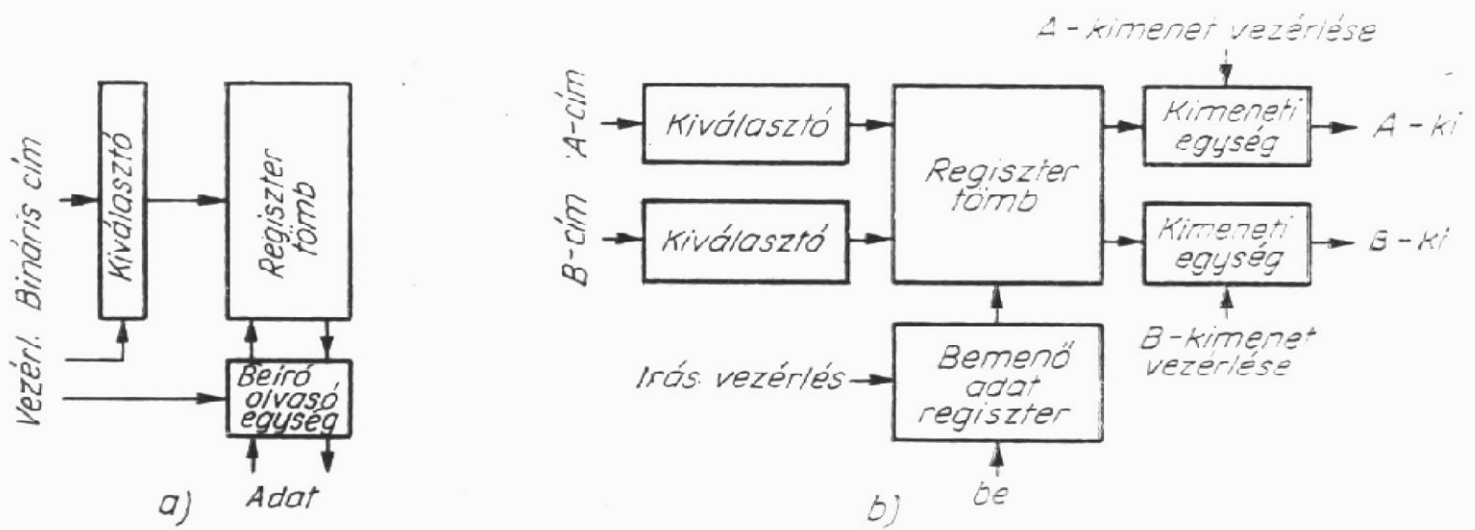 Vezérl. Bináris cím
Kiválasztó
Regiszter
tömb
Beíró
olvasó
egység
Adat
a)
A-kimenet vezérlése
A-cím
Kiválasztó
B-cím
Kiválasztó
Regiszter
tömb
Kimeneti
egység
A-ki
Kimeneti
egység
B-ki
B-kimenet
vezérlése
Irás vezérlés
Bemenő
adat
regiszter
be
b)